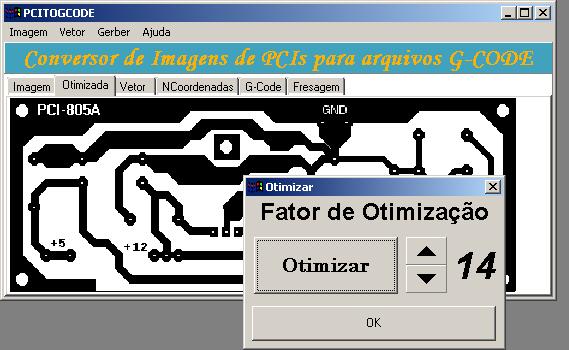 PCITOGCODE
Imagem Vetor Gerber Ajuda
Conversor de Imagens de PCIs para arquivos G-CODE
Imagem Otimizada Vetor NCoordenadas G-Code Fresagem
PCI-805A
GND
+5
+12
Otimizar
Fator de Otimização
Otimizar
14
OK